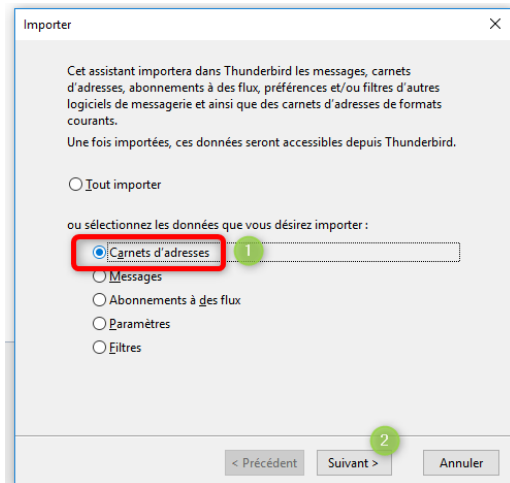 Importer
Cet assistant importera dans Thunderbird les messages, carnets
d'adresses, abonnements à des flux, préférences et/ou filtres d'autres
logiciels de messagerie et ainsi que des carnets d'adresses de formats
courants.
Une fois importées, ces données seront accessibles depuis Thunderbird.
Tout importer
ou sélectionnez les données que vous désirez importer :
Carnets d'adresses 1
Messages
Abonnements à des flux
Paramètres
Filtres
2
< Précédent Suivant > Annuler